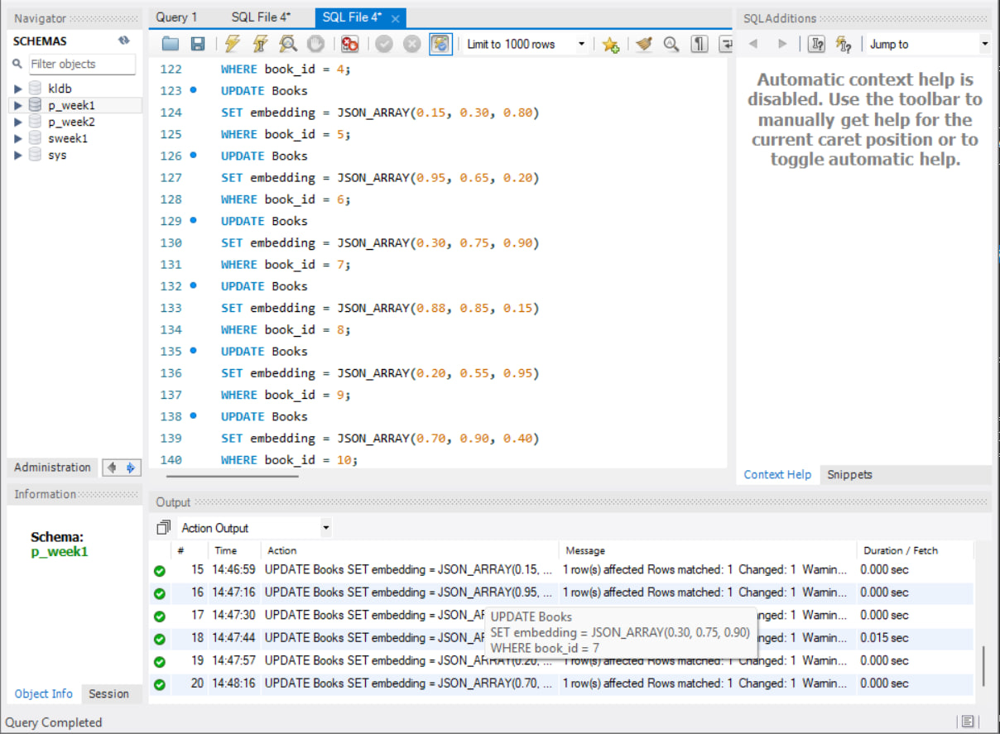 Navigator
SCHEMAS
Filter objects
kldb
p_week1
p_week2
sweek1
sys
Administration
Information
Schema:
p_week1
Object Info Session
Query Completed
Query 1 SQL File 4* SQL File 4*
Limit to 1000 rows
122 WHERE book_id = 4;
123 UPDATE Books
124 SET embedding = JSON_ARRAY(0.15, 0.30, 0.80)
125 WHERE book_id = 5;
126 UPDATE Books
127 SET embedding = JSON_ARRAY(0.95, 0.65, 0.20)
128 WHERE book_id = 6;
129 UPDATE Books
130 SET embedding = JSON_ARRAY(0.30, 0.75, 0.90)
131 WHERE book_id = 7;
132 UPDATE Books
133 SET embedding = JSON_ARRAY(0.88, 0.85, 0.15)
134 WHERE book_id = 8;
135 UPDATE Books
136 SET embedding = JSON_ARRAY(0.20, 0.55, 0.95)
137 WHERE book_id = 9;
138 UPDATE Books
139 SET embedding = JSON_ARRAY(0.70, 0.90, 0.40)
140 WHERE book_id = 10;
SQLAdditions
Jump to
Automatic context help is
disabled. Use the toolbar to
manually get help for the
current caret position or to
toggle automatic help.
Context Help Snippets
Output
Action Output
# Time Action Message Duration / Fetch
15 14:46:59 UPDATE Books SET embedding = JSON_ARRAY(0.15, ... 1 row(s) affected Rows matched: 1 Changed: 1 Warnin... 0.000 sec
16 14:47:16 UPDATE Books SET embedding = JSON_ARRAY(0.95, ... 1 row(s) affected Rows matched: 1 Changed: 1 Warnin... 0.000 sec
17 14:47:30 UPDATE Books SET embedding = JSON_AR nged: 1 Warnin... 0.000 sec
18 14:47:44 UPDATE Books SET embedding = JSON_AR nged: 1 Warnin... 0.015 sec
19 14:47:57 UPDATE Books SET embedding = JSON_ARRAY(0.20, ... 1 row(s) affected Rows matched: 1 Changed: 1 Warnin... 0.000 sec
20 14:48:16 UPDATE Books SET embedding = JSON_ARRAY(0.70, ... 1 row(s) affected Rows matched: 1 Changed: 1 Warnin... 0.000 sec
UPDATE Books
SET embedding = JSON_ARRAY(0.30, 0.75, 0.90)
WHERE book_id = 7